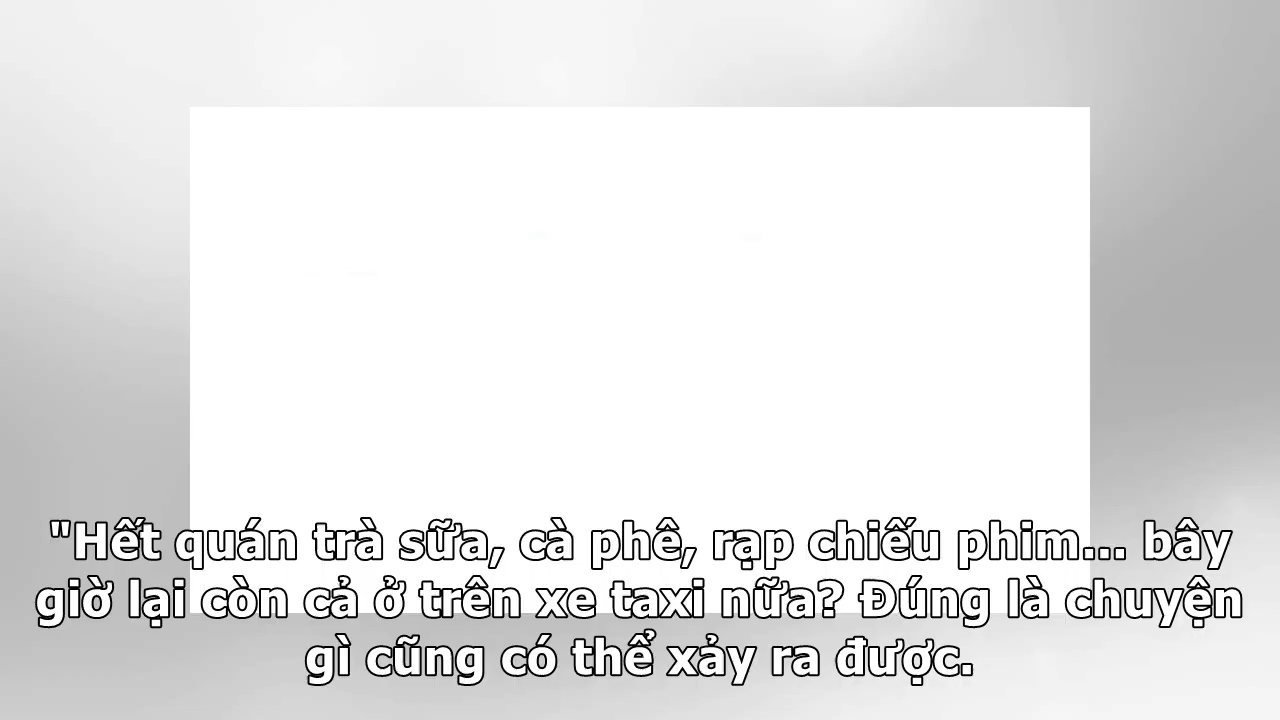 "Hết quán trà sữa, cà phê, rạp chiếu phim... bây
giờ lại còn cả ở trên xe taxi nữa? Đúng là chuyện
gì cũng có thể xảy ra được.